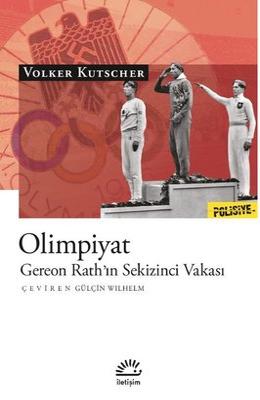 VOLKER KUTSCHER
POLİSİYE
Olimpiyat
Gereon Rath'ın Sekizinci Vakası
ÇEVİREN GÜLÇİN WILHELM
iletişim